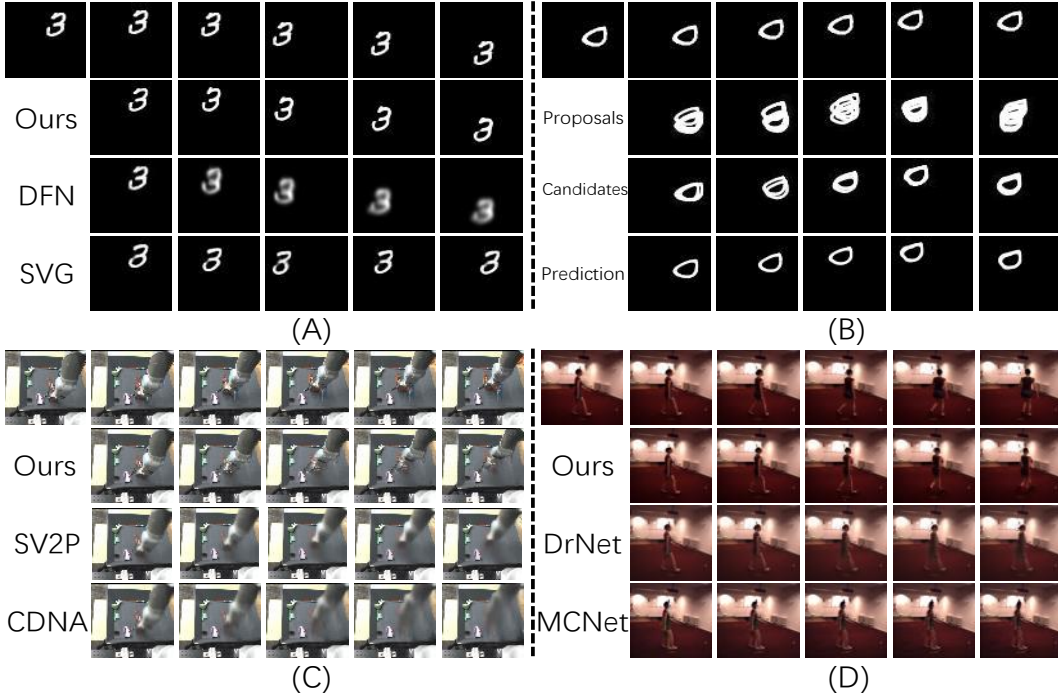 Ours
DFN
SVG
(A)
Proposals
Candidates
Prediction
(B)
Ours
SV2P
CDNA
(C)
Ours
DrNet
MCNet
(D)